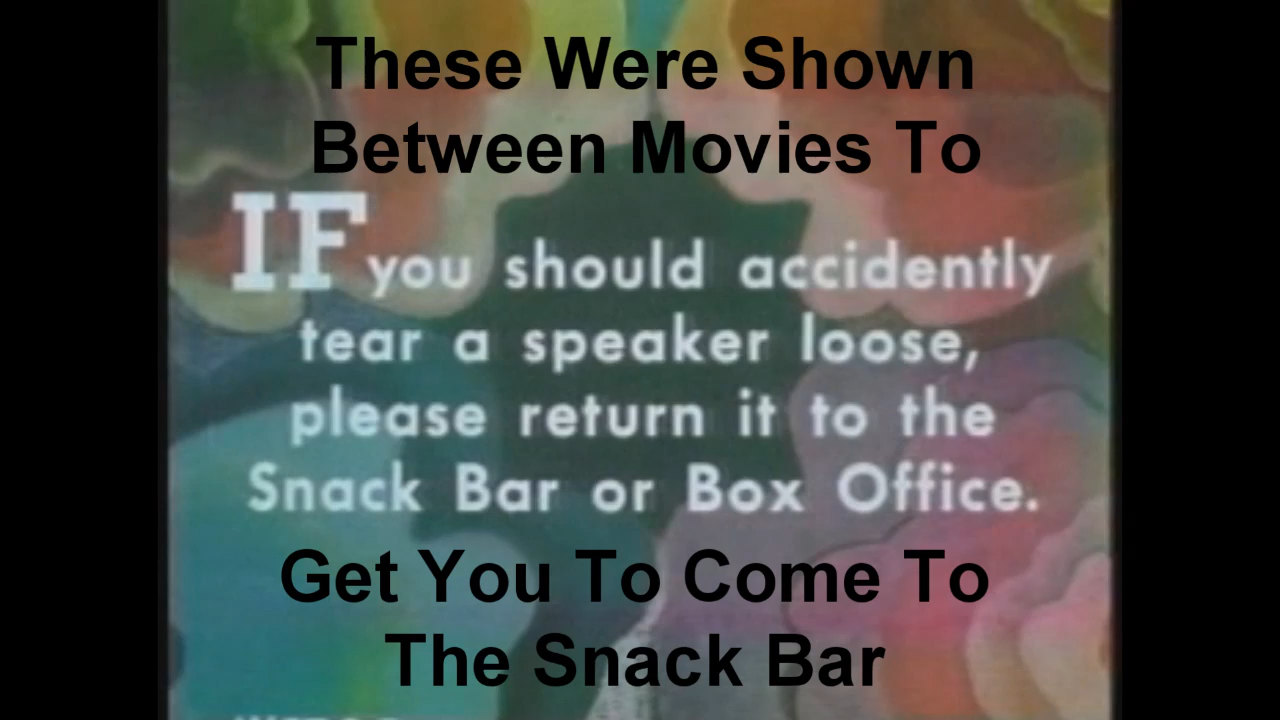 These Were Shown
Between Movies To
IF you should accidently
tear a speaker loose,
please return it to the
Snack Bar or Box Office.
Get You To Come To
The Snack Bar